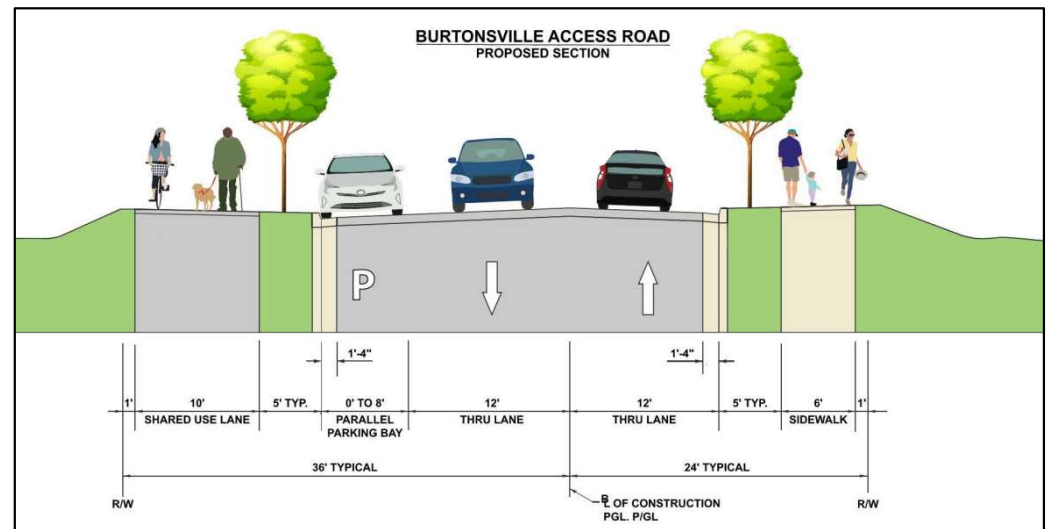 BURTONSVILLE ACCESS ROAD
PROPOSED SECTION
P
1'-4"
1'-4"
1'
10'
5' TYP.
0' TO 8'
12'
12'
5' TYP.
6'
1'
SHARED USE LANE
PARALLEL
PARKING BAY
THRU LANE
THRU LANE
SIDEWALK
36' TYPICAL
24' TYPICAL
R/W
R/W
B
L OF CONSTRUCTION
PGL. P/GL